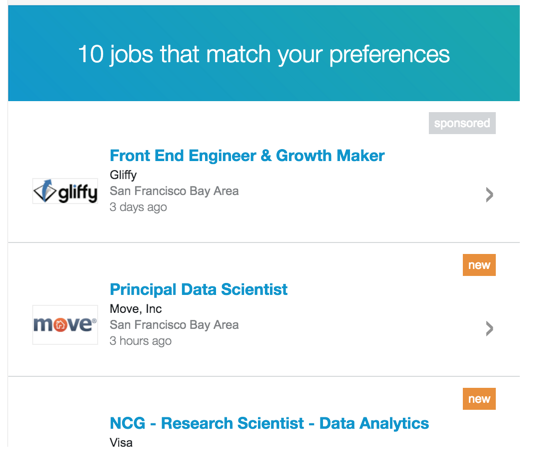 10 jobs that match your preferences
sponsored
Front End Engineer & Growth Maker
gliffy
Gliffy
San Francisco Bay Area
3 days ago
new
Principal Data Scientist
move
Move, Inc
San Francisco Bay Area
3 hours ago
new
NCG - Research Scientist - Data Analytics
Visa